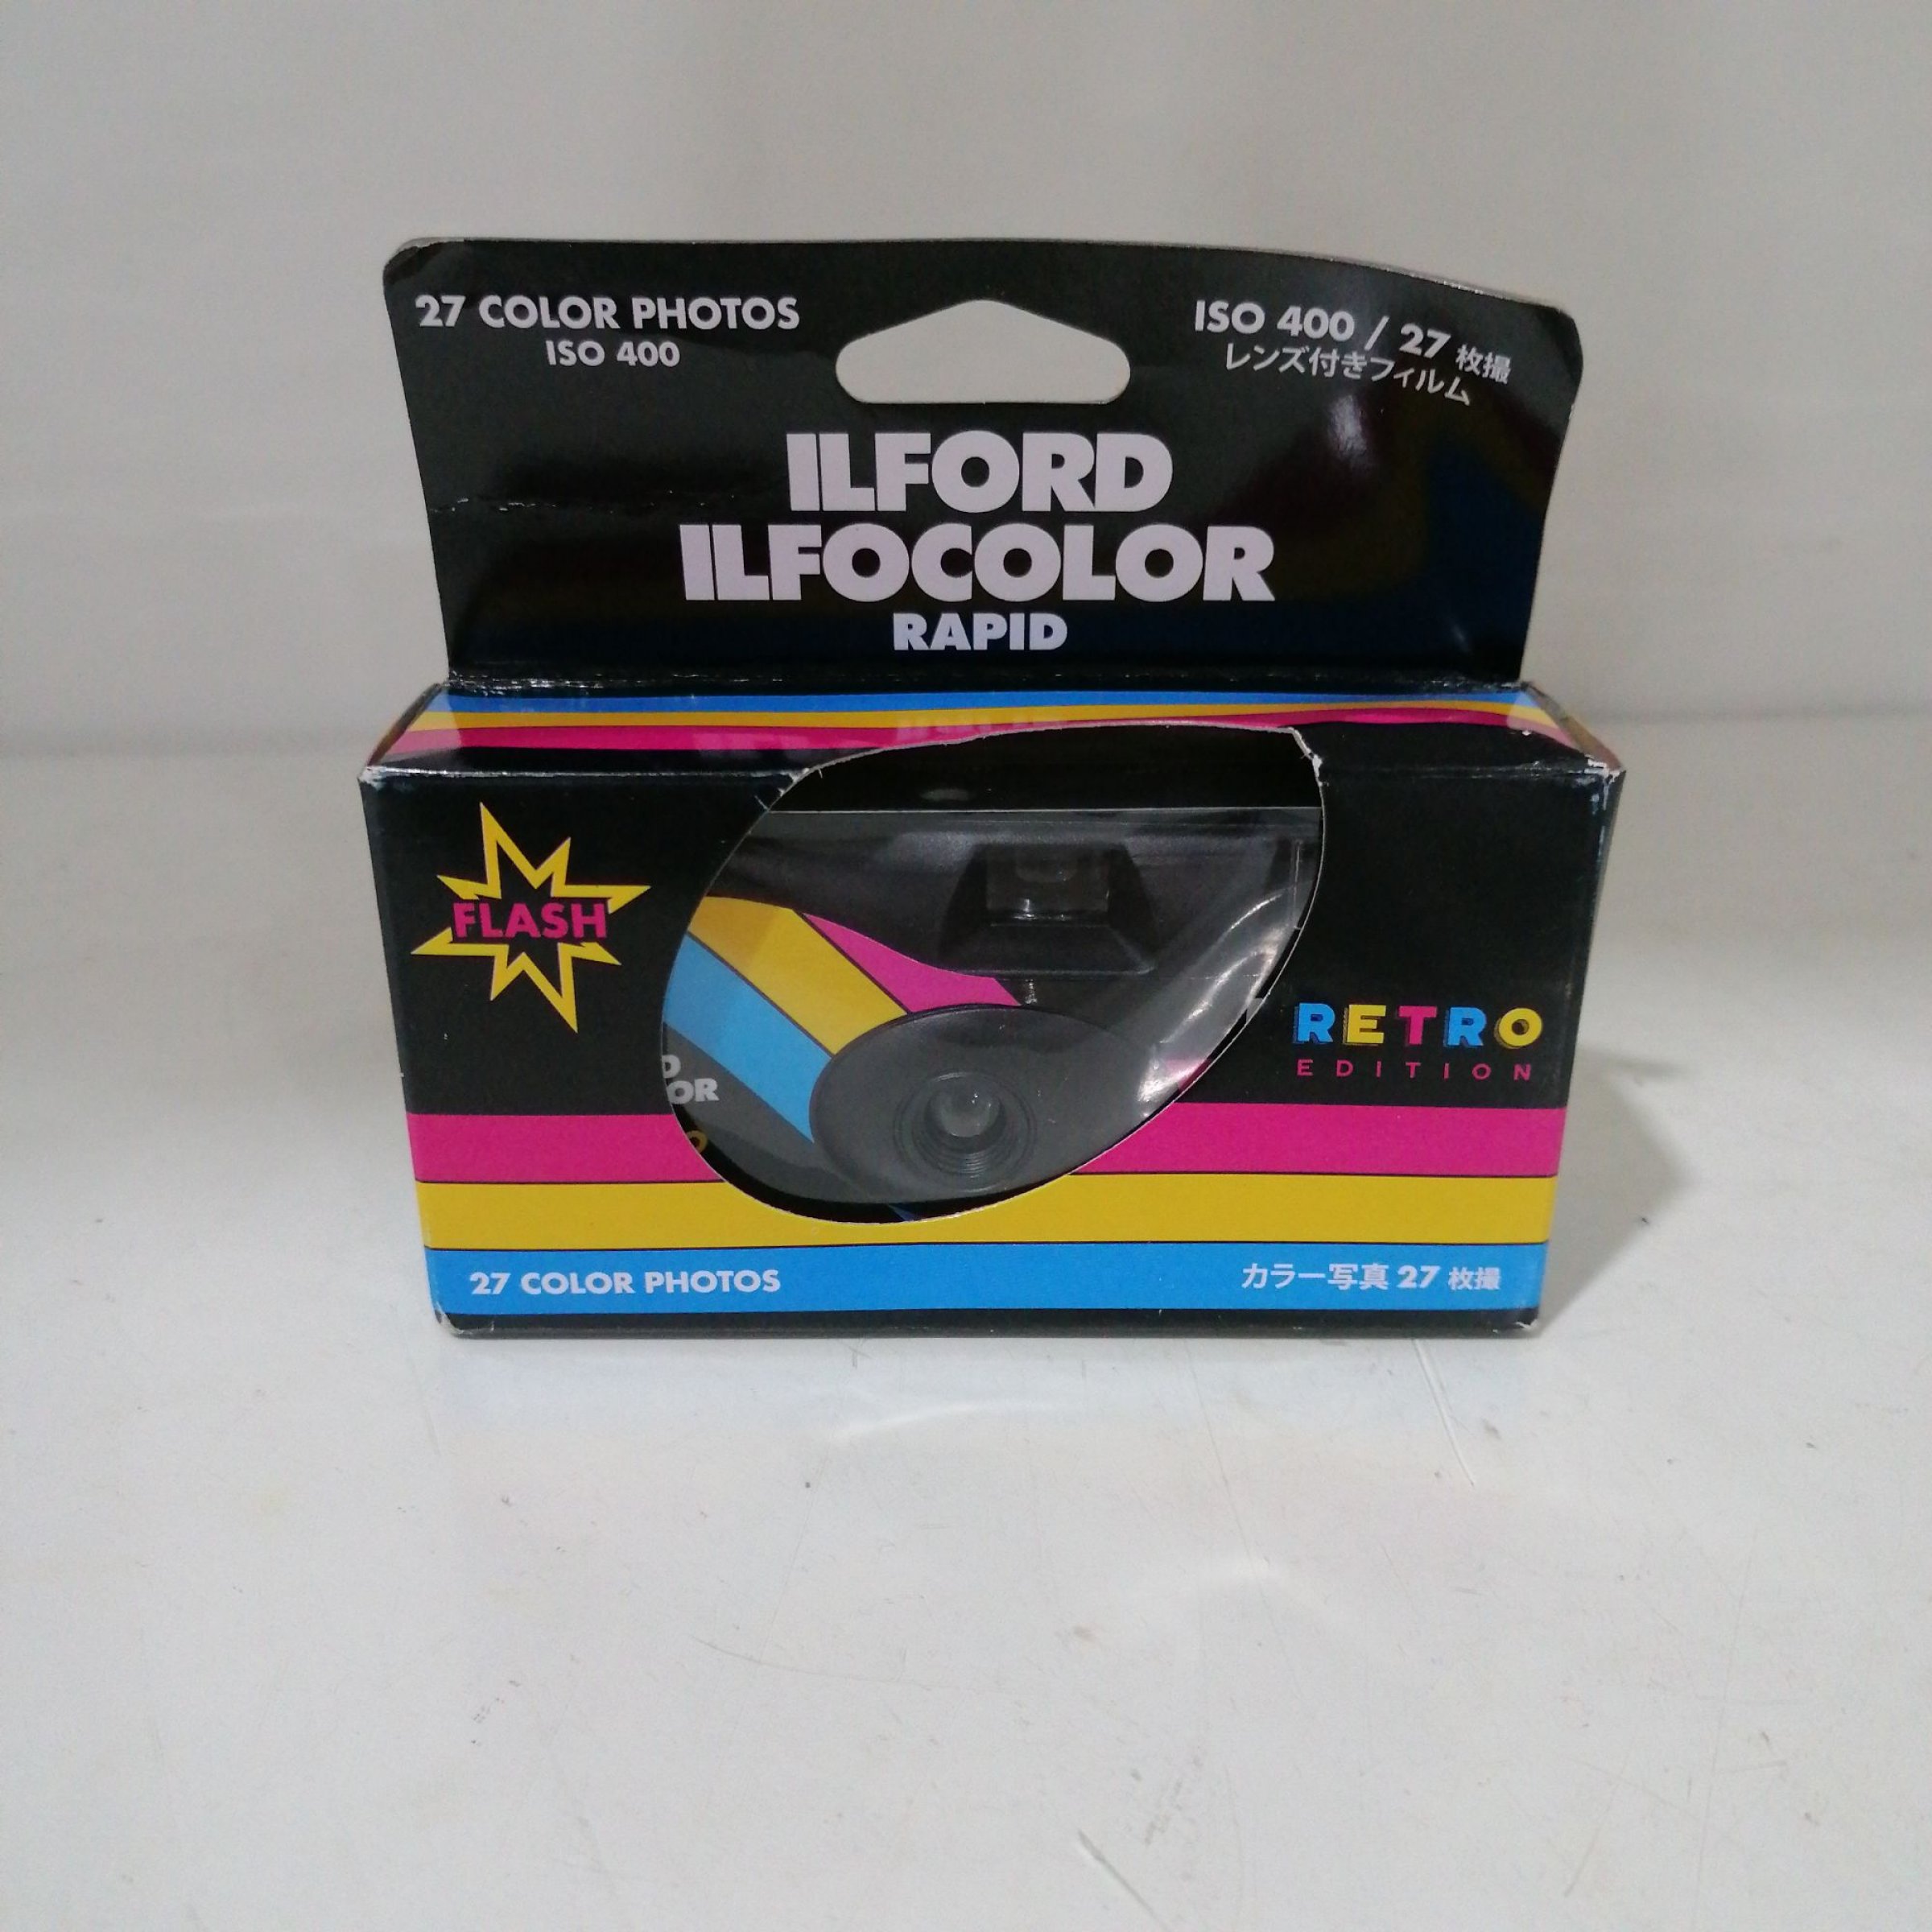 27 COLOR PHOTOS
ISO 400
ISO 400 / 27 枚撮
レンズ付きフィルム
ILFORD
ILFOCOLOR
RAPID
FLASH
RETRO
EDITION
OR
27 COLOR PHOTOS
カラー写真 27 枚撮